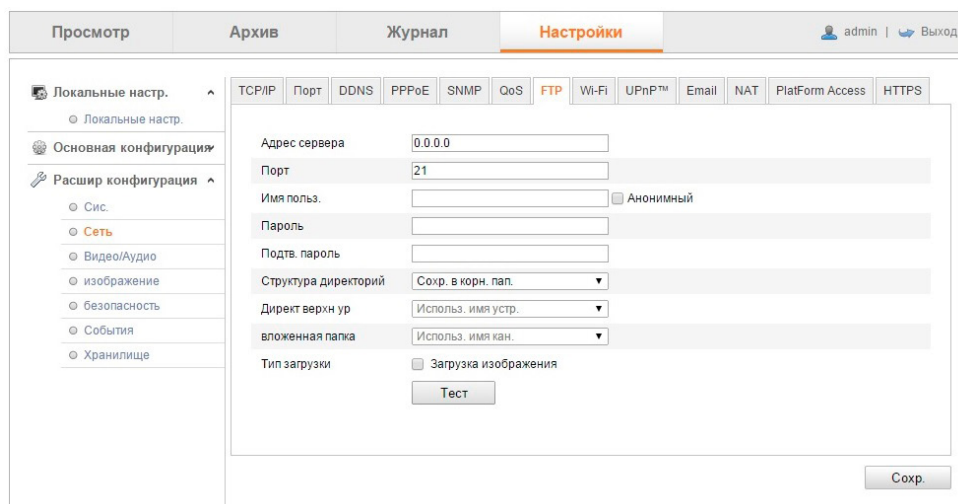 Просмотр Архив Журнал Настройки admin | Выход
Локальные настр.
Локальные настр.
Основная конфигурация
Расшир конфигурация
Сис.
Сеть
Видео/Аудио
изображение
безопасность
События
Хранилище
TCP/IP Порт DDNS PPPoE SNMP QoS FTP Wi-Fi UPnP™ Email NAT PlatForm Access HTTPS
Адрес сервера 0.0.0.0
Порт 21
Имя польз. Анонимный
Пароль
Подтв. пароль
Структура директорий Сохр. в корн. пап.
Директ верхн ур Использ. имя устр.
вложенная папка Использ. имя кан.
Тип загрузки Загрузка изображения
Тест
Сохр.